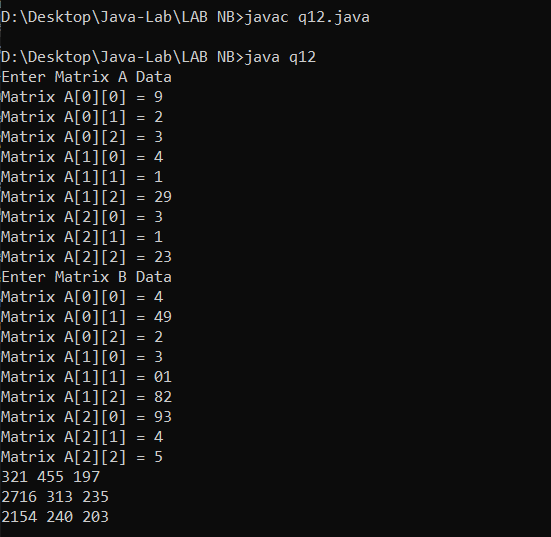 D:\Desktop\Java-Lab\LAB NB>javac q12.java
D:\Desktop\Java-Lab\LAB NB>java q12
Enter Matrix A Data
Matrix A[0][0] = 9
Matrix A[0][1] = 2
Matrix A[0][2] = 3
Matrix A[1][0] = 4
Matrix A[1][1] = 1
Matrix A[1][2] = 29
Matrix A[2][0] = 3
Matrix A[2][1] = 1
Matrix A[2][2] = 23
Enter Matrix B Data
Matrix A[0][0] = 4
Matrix A[0][1] = 49
Matrix A[0][2] = 2
Matrix A[1][0] = 3
Matrix A[1][1] = 01
Matrix A[1][2] = 82
Matrix A[2][0] = 93
Matrix A[2][1] = 4
Matrix A[2][2] = 5
321 455 197
2716 313 235
2154 240 203